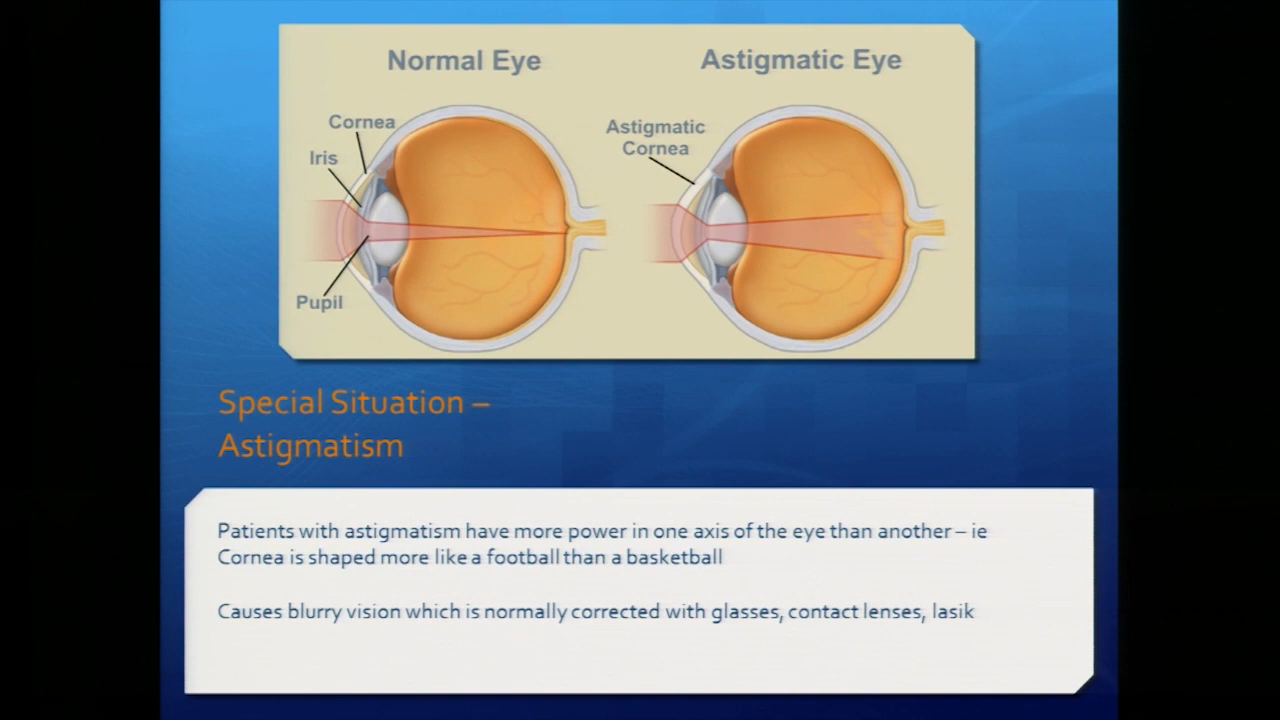 Normal Eye
Astigmatic Eye
Cornea
Iris
Pupil
Astigmatic
Cornea
Special Situation –
Astigmatism
Patients with astigmatism have more power in one axis of the eye than another – ie
Cornea is shaped more like a football than a basketball
Causes blurry vision which is normally corrected with glasses, contact lenses, lasik